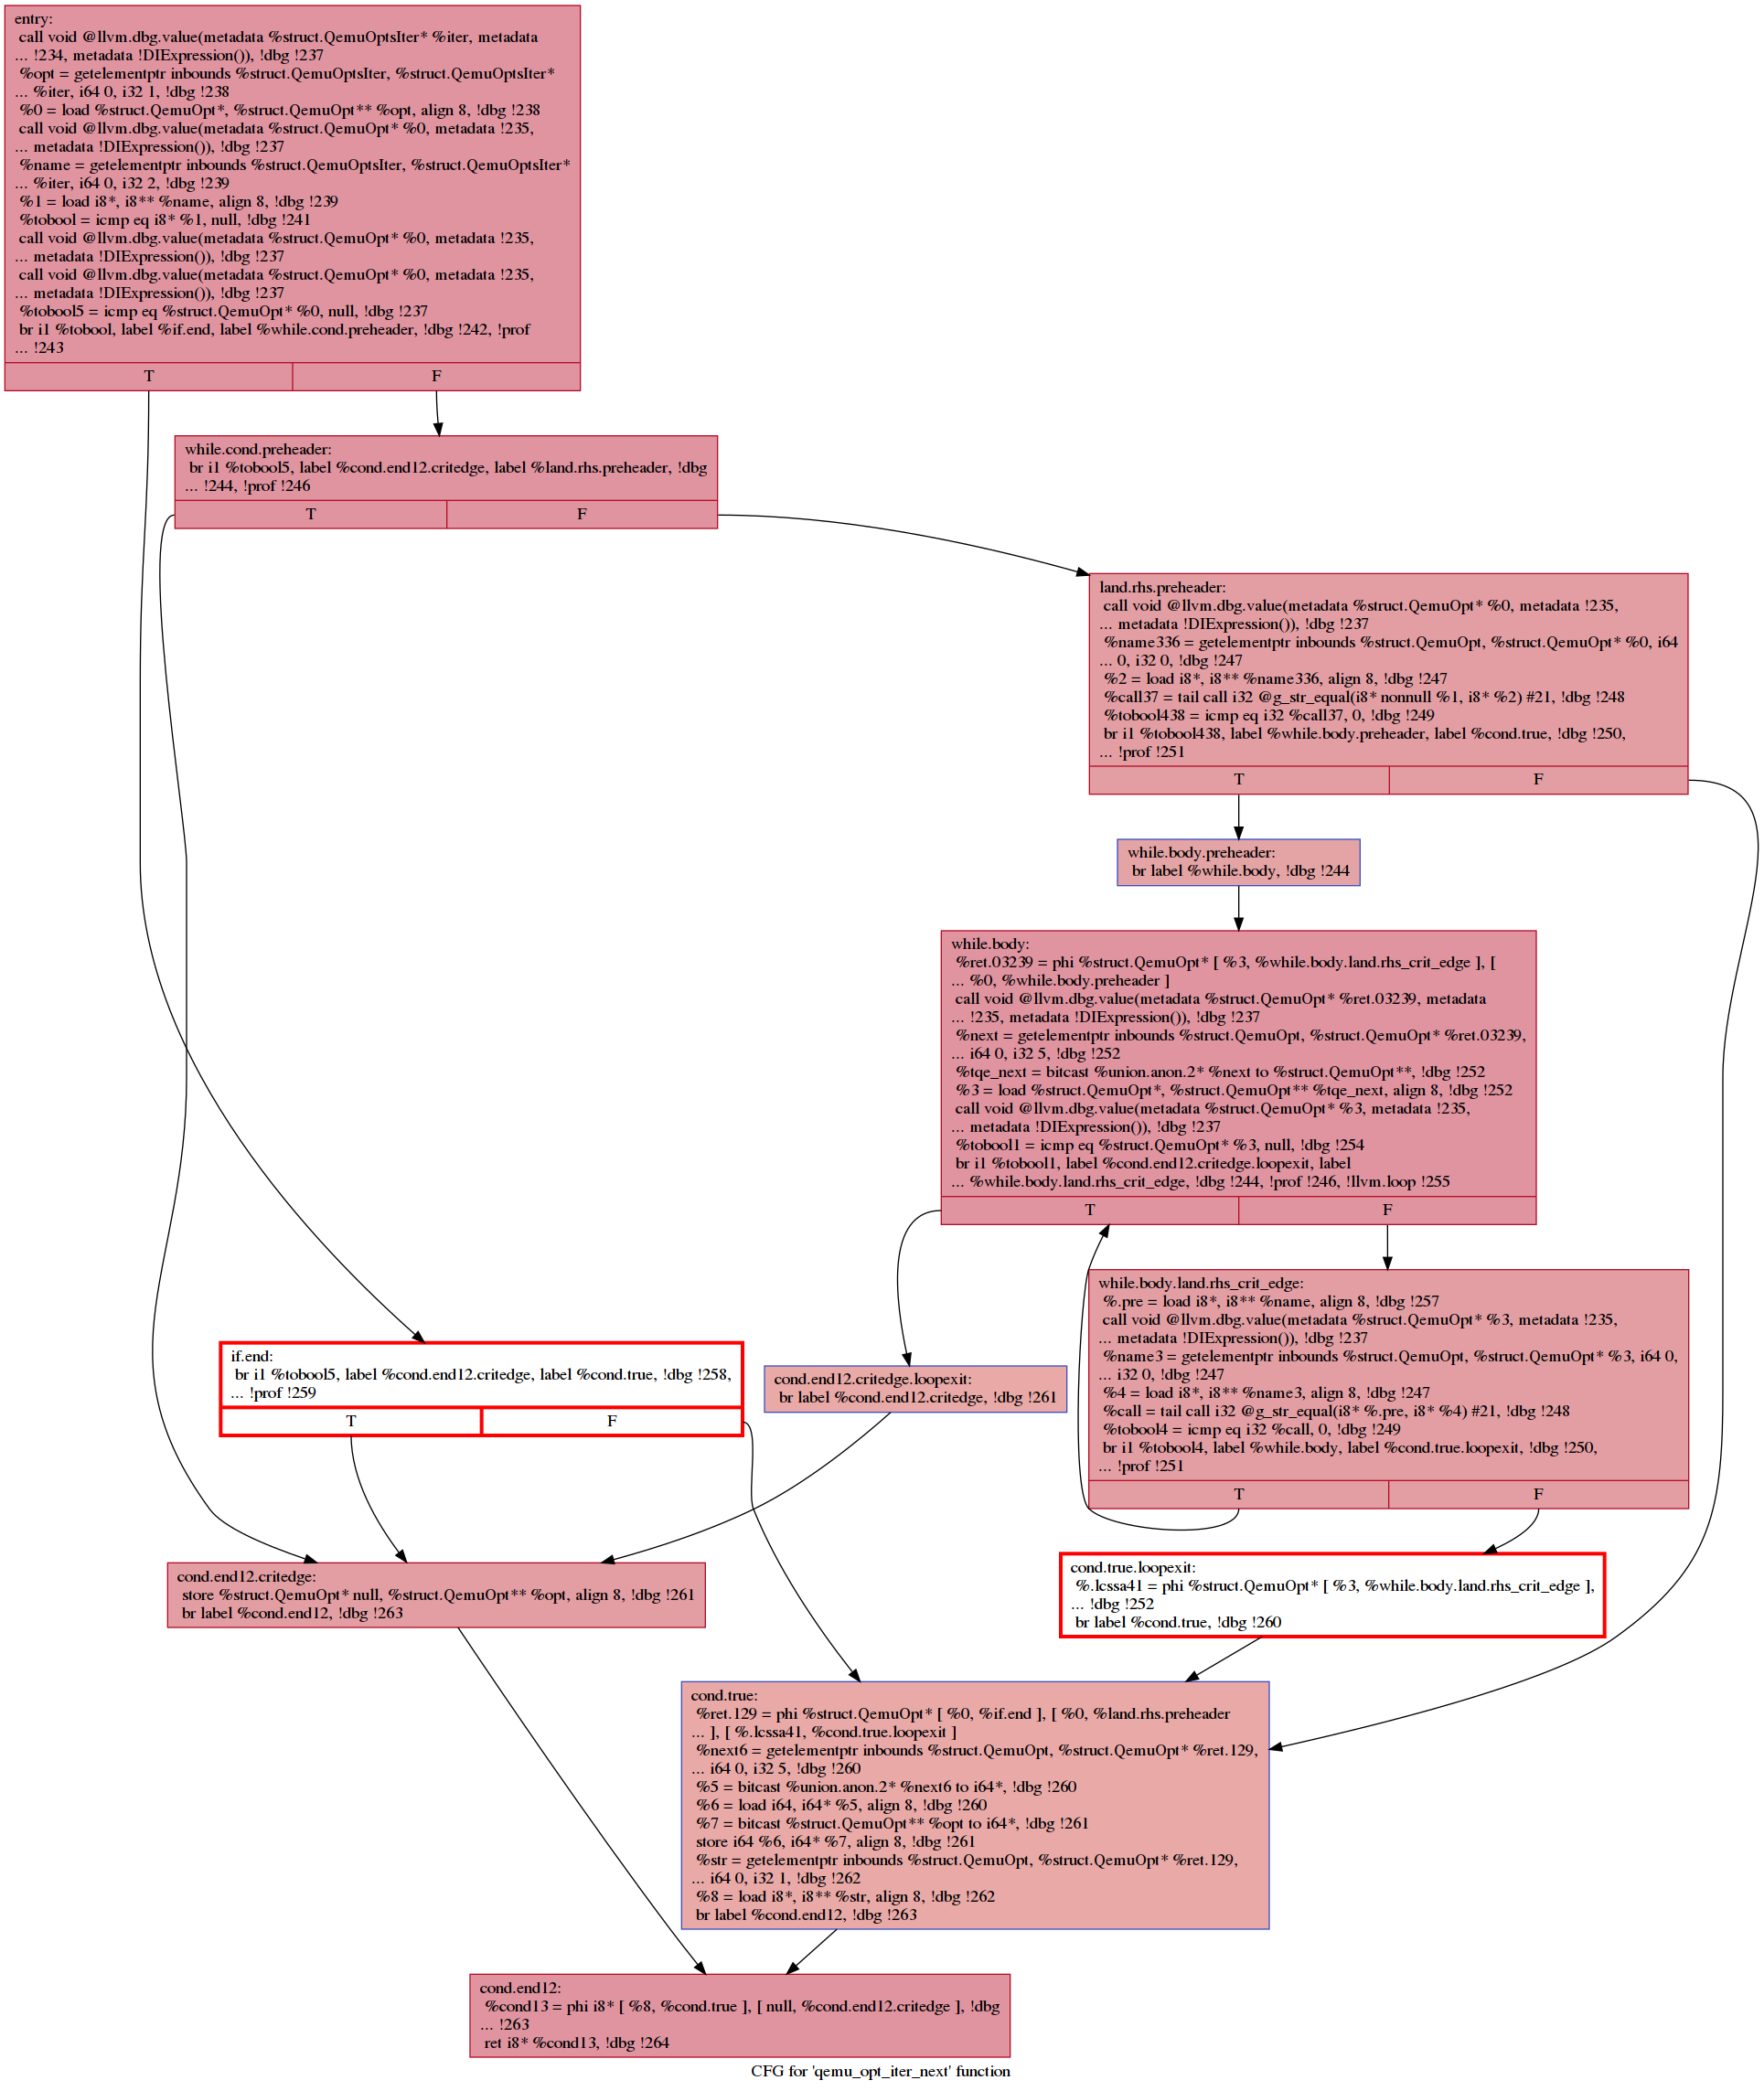 entry:
call void @llvm.dbg.value(metadata %struct.QemuOptsIter* %iter, metadata
... !234, metadata !DIExpression()), !dbg !237
%opt = getelementptr inbounds %struct.QemuOptsIter, %struct.QemuOptsIter*
... %iter, i64 0, i32 1, !dbg !238
%0 = load %struct.QemuOpt*, %struct.QemuOpt** %opt, align 8, !dbg !238
call void @llvm.dbg.value(metadata %struct.QemuOpt* %0, metadata !235,
... metadata !DIExpression()), !dbg !237
%name = getelementptr inbounds %struct.QemuOptsIter, %struct.QemuOptsIter*
... %iter, i64 0, i32 2, !dbg !239
%1 = load i8*, i8** %name, align 8, !dbg !239
%tobool = icmp eq i8* %1, null, !dbg !241
call void @llvm.dbg.value(metadata %struct.QemuOpt* %0, metadata !235,
... metadata !DIExpression()), !dbg !237
call void @llvm.dbg.value(metadata %struct.QemuOpt* %0, metadata !235,
... metadata !DIExpression()), !dbg !237
%tobool5 = icmp eq %struct.QemuOpt* %0, null, !dbg !237
br i1 %tobool, label %if.end, label %while.cond.preheader, !dbg !242, !prof
... !243
T F
while.cond.preheader:
br i1 %tobool5, label %cond.end12.critedge, label %land.rhs.preheader, !dbg
... !244, !prof !246
T F
land.rhs.preheader:
call void @llvm.dbg.value(metadata %struct.QemuOpt* %0, metadata !235,
... metadata !DIExpression()), !dbg !237
%name336 = getelementptr inbounds %struct.QemuOpt, %struct.QemuOpt* %0, i64
... 0, i32 0, !dbg !247
%2 = load i8*, i8** %name336, align 8, !dbg !247
%call37 = tail call i32 @g_str_equal(i8* nonnull %1, i8* %2) #21, !dbg !248
%tobool438 = icmp eq i32 %call37, 0, !dbg !249
br i1 %tobool438, label %while.body.preheader, label %cond.true, !dbg !250,
... !prof !251
T F
while.body.preheader:
br label %while.body, !dbg !244
while.body:
%ret.03239 = phi %struct.QemuOpt* [ %3, %while.body.land.rhs_crit_edge ], [
... %0, %while.body.preheader ]
call void @llvm.dbg.value(metadata %struct.QemuOpt* %ret.03239, metadata
... !235, metadata !DIExpression()), !dbg !237
%next = getelementptr inbounds %struct.QemuOpt, %struct.QemuOpt* %ret.03239,
... i64 0, i32 5, !dbg !252
%tqe_next = bitcast %union.anon.2* %next to %struct.QemuOpt**, !dbg !252
%3 = load %struct.QemuOpt*, %struct.QemuOpt** %tqe_next, align 8, !dbg !252
call void @llvm.dbg.value(metadata %struct.QemuOpt* %3, metadata !235,
... metadata !DIExpression()), !dbg !237
%tobool1 = icmp eq %struct.QemuOpt* %3, null, !dbg !254
br i1 %tobool1, label %cond.end12.critedge.loopexit, label
... %while.body.land.rhs_crit_edge, !dbg !244, !prof !246, !llvm.loop !255
T F
while.body.land.rhs_crit_edge:
%.pre = load i8*, i8** %name, align 8, !dbg !257
call void @llvm.dbg.value(metadata %struct.QemuOpt* %3, metadata !235,
... metadata !DIExpression()), !dbg !237
%name3 = getelementptr inbounds %struct.QemuOpt, %struct.QemuOpt* %3, i64 0,
... i32 0, !dbg !247
%4 = load i8*, i8** %name3, align 8, !dbg !247
%call = tail call i32 @g_str_equal(i8* %.pre, i8* %4) #21, !dbg !248
%tobool4 = icmp eq i32 %call, 0, !dbg !249
br i1 %tobool4, label %while.body, label %cond.true.loopexit, !dbg !250,
... !prof !251
T F
if.end:
br i1 %tobool5, label %cond.end12.critedge, label %cond.true, !dbg !258,
... !prof !259
T F
cond.end12.critedge.loopexit:
br label %cond.end12.critedge, !dbg !261
cond.end12.critedge:
store %struct.QemuOpt* null, %struct.QemuOpt** %opt, align 8, !dbg !261
br label %cond.end12, !dbg !263
cond.true.loopexit:
%.lcssa41 = phi %struct.QemuOpt* [ %3, %while.body.land.rhs_crit_edge ],
... !dbg !252
br label %cond.true, !dbg !260
cond.true:
%ret.129 = phi %struct.QemuOpt* [ %0, %if.end ], [ %0, %land.rhs.preheader
... ], [ %.lcssa41, %cond.true.loopexit ]
%next6 = getelementptr inbounds %struct.QemuOpt, %struct.QemuOpt* %ret.129,
... i64 0, i32 5, !dbg !260
%5 = bitcast %union.anon.2* %next6 to i64*, !dbg !260
%6 = load i64, i64* %5, align 8, !dbg !260
%7 = bitcast %struct.QemuOpt** %opt to i64*, !dbg !261
store i64 %6, i64* %7, align 8, !dbg !261
%str = getelementptr inbounds %struct.QemuOpt, %struct.QemuOpt* %ret.129,
... i64 0, i32 1, !dbg !262
%8 = load i8*, i8** %str, align 8, !dbg !262
br label %cond.end12, !dbg !263
cond.end12:
%cond13 = phi i8* [ %8, %cond.true ], [ null, %cond.end12.critedge ], !dbg
... !263
ret i8* %cond13, !dbg !264
CFG for 'qemu_opt_iter_next' function